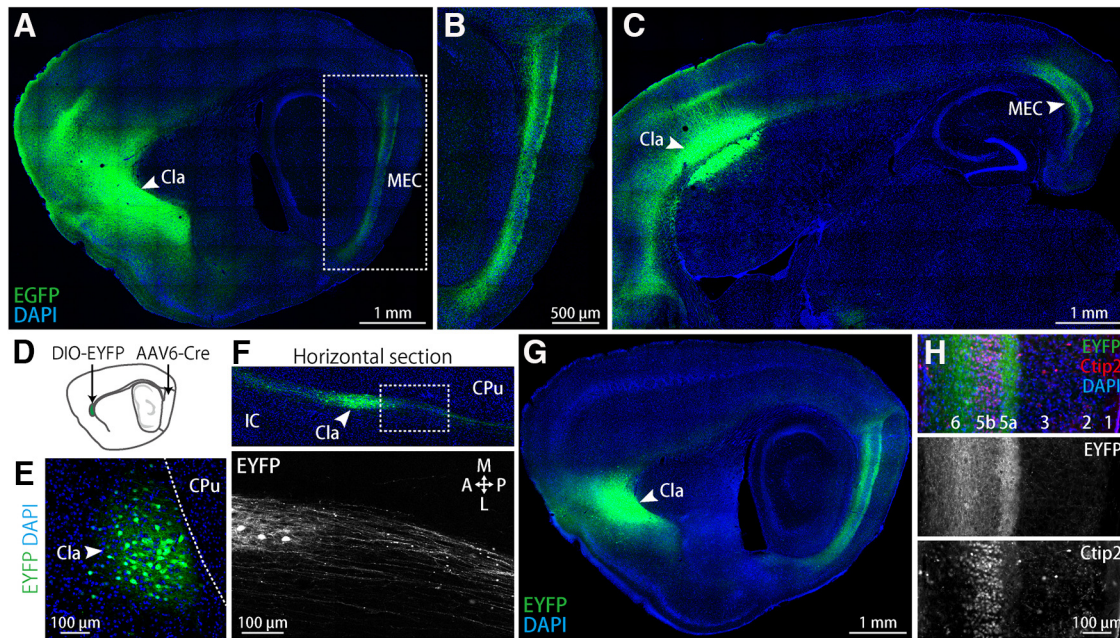 A
Cla
MEC
EGFP
DAPI
1 mm
B
500 µm
C
Cla
MEC
1 mm
D
DIO-EYFP
AAV6-Cre
E
EYFP DAPI
CPu
Cla
100 µm
F
Horizontal section
CPu
IC
Cla
EYFP
M
A P
L
100 µm
G
Cla
EYFP
DAPI
1 mm
H
EYFP
Ctip2
DAPI
6 5b 5a 3 2 1
EYFP
Ctip2
100 µm